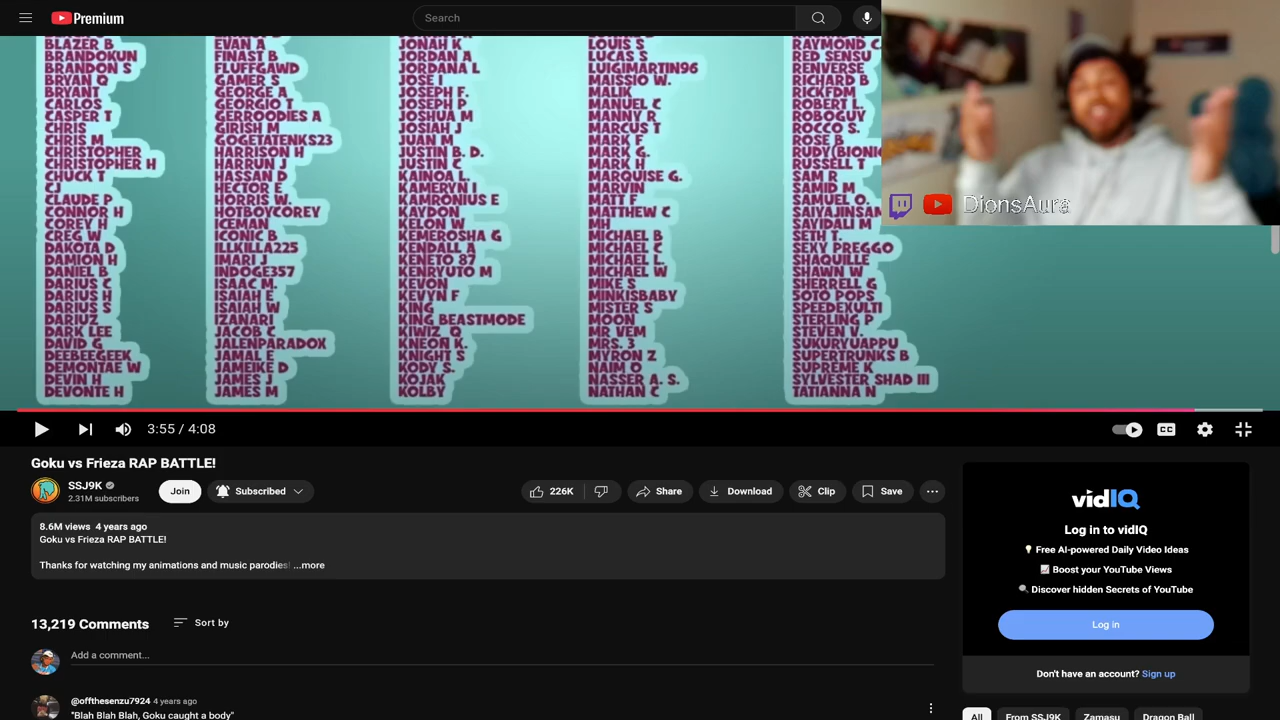 Premium
Search
BLAZER B
BRANDOKUN
BRANDON S
BRYAN Q
BRYANT
CARLOS
CASPER T
CHRIS
CHRIS M
CHRISTOPHER
CHRISTOPHER H
CHUCK T
CJ
CLAUDE P
CONNOR H
COREY H
CREG W
DAKOTA D
DAMION H
DANIEL B
DARIUS C
DARIUS H
DARIUS S
DARIUZ
DARK LEE
DAVID G
DEEBEEGEEK
DEMONTAE W
DEVIN H
DEVONTE H
EVAN A
FINAST B
FLUFFGAWD
GAMER S
GEORGE A
GEORGIO T
GERROODIES A
GIRISH M
GOGETATENKS23
HARRISON H
HARRUN J
HASSAN D
HECTOR E
HORRIS W.
HOTBOYCOREY
ICEMAN
ICONIC B
ILLKILLA225
IMARI J
INDOGE357
ISAAC M.
ISAIAH E
ISAIAH W
IZANARI
JACOB C
JALENPARADOX
JAMAL E
JAMEIKE D
JAMES J
JAMES M
JONAH K
JORDAN A
JORDANA L
JOSE I
JOSEPH F.
JOSEPH P
JOSHUA M
JOSIAH J
JUAN M
JUSTIN B. D.
JUSTIN C.
KAINOA L.
KAMERYN I
KAMRONIUS E
KAYDON
KELON W
KEMEROSHA G
KENDALL A
KENETO 87
KENRYUTO M
KEVON
KEVYN F
KING
KING BEASTMODE
KIWIZ Q
KNEON K.
KNIGHT S
KODY S.
KOJAK
KOLBY
LOUIS S
LUCAS S
LUIGIMARTIN96
MAISSIO W.
MALIK
MANUEL C
MANNY R
MARCUS T
MARK F
MARK G.
MARK H
MARQUISE G.
MARVIN
MATT F
MATTHEW C
MH
MICHAEL B
MICHAEL C
MICHAEL L.
MICHAEL W
MIKE S
MINKISBABY
MISTER S
MOON
MR VEM
MRS. 3
MYRON Z
NAIM O
NASSER A. S.
NATHAN C
RAYMOND C
RED SENSU
RENVERSE
RICHARD B
RICKFDM
ROBERT L.
ROBOGUY
ROCCO S.
ROSE B
RUDY(BIONI
RUSSELL T
SAM R
SAMID M
SAMUEL O.
SAIYAJINSAM
SAYIDALI M
SEHI T.
SEXY PREGGO
SHAQUILLE
SHAWN W
SHERRELL G
SOTO POPS
SPEEDEXULTI
STERLING P
STEVEN V.
SUKURYUAPPU
SUPERTRUNKS B
SUPREME K
SYLVESTER SHAD III
TATIANNA N
DionsAura
3:55 / 4:08
CC
Goku vs Frieza RAP BATTLE!
SSJ9K
2.31M subscribers
Join
Subscribed
226K
Share
Download
Clip
Save
8.6M views 4 years ago
Goku vs Frieza RAP BATTLE!
Thanks for watching my animations and music parodies! ...more
13,219 Comments
Sort by
Add a comment...
@offthesenzu7924 4 years ago
"Blah Blah Blah, Goku caught a body"
vidIQ
Log in to vidIQ
Free AI-powered Daily Video Ideas
Boost your YouTube Views
Discover hidden Secrets of YouTube
Log in
Don't have an account? Sign up
All
From SSJ9K
Zamasu
Dragon Ball